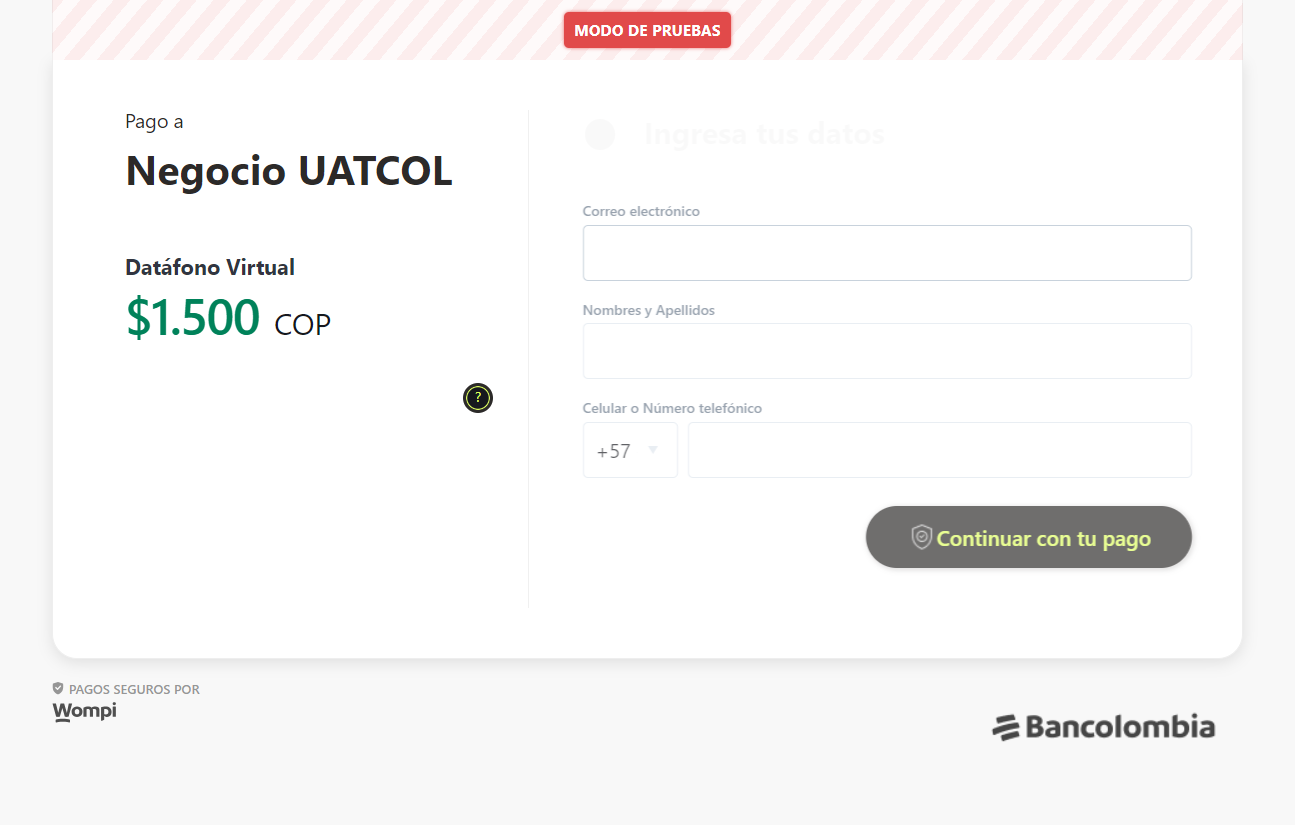 MODO DE PRUEBAS
Pago a
Negocio UATCOL
Datáfono Virtual
$1.500 COP
?
Ingresa tus datos
Correo electrónico
Nombres y Apellidos
Celular o Número telefónico
+57
Continuar con tu pago
PAGOS SEGUROS POR
Wompi
Bancolombia